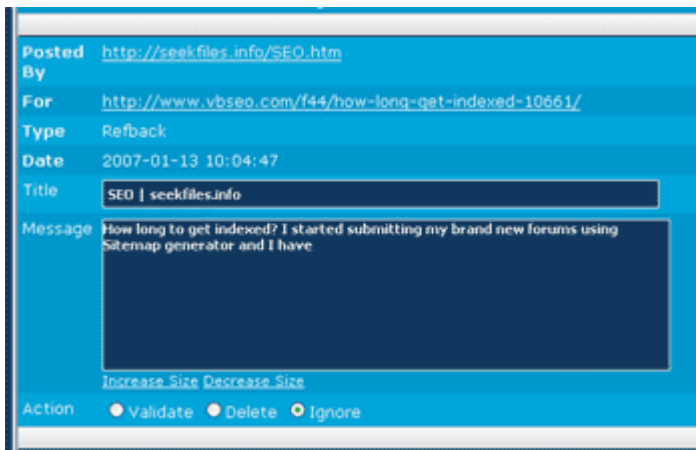 Posted By http://seekfiles.info/SEO.htm
For http://www.vbseo.com/f44/how-long-get-indexed-10661/
Type Refback
Date 2007-01-13 10:04:47
Title SEO | seekfiles.info
Message How long to get indexed? I started submitting my brand new forums using
Sitemap generator and I have
Increase Size Decrease Size
Action Validate Delete Ignore